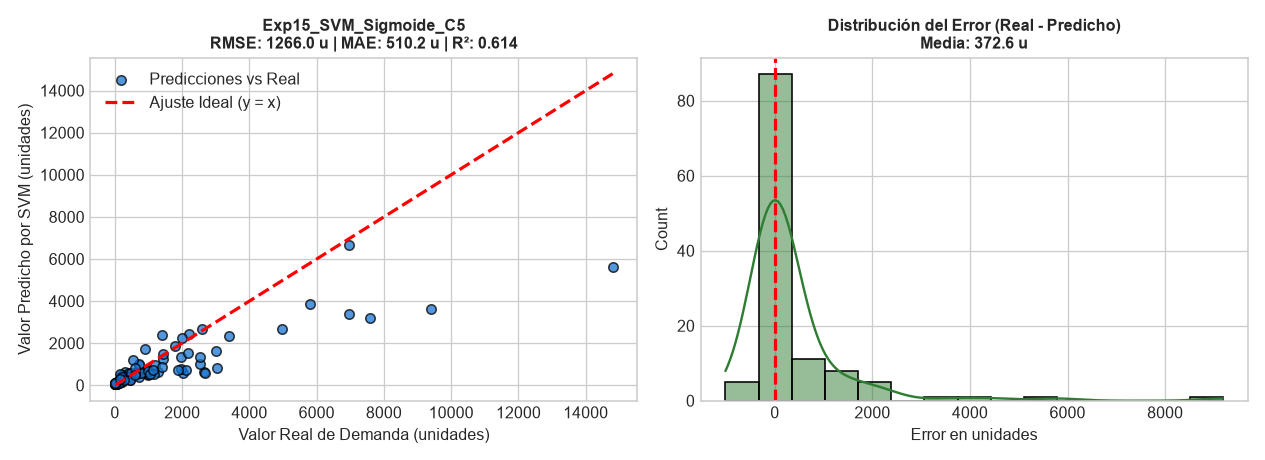 Exp15_SVM_Sigmoide_C5
RMSE: 1266.0 u | MAE: 510.2 u | R²: 0.614
Predicciones vs Real
Ajuste Ideal (y = x)
Valor Predicho por SVM (unidades)
14000
12000
10000
8000
6000
4000
2000
0
0
2000
4000
6000
8000
10000
12000
14000
Valor Real de Demanda (unidades)
Distribución del Error (Real - Predicho)
Media: 372.6 u
Count
80
60
40
20
0
0
2000
4000
6000
8000
Error en unidades